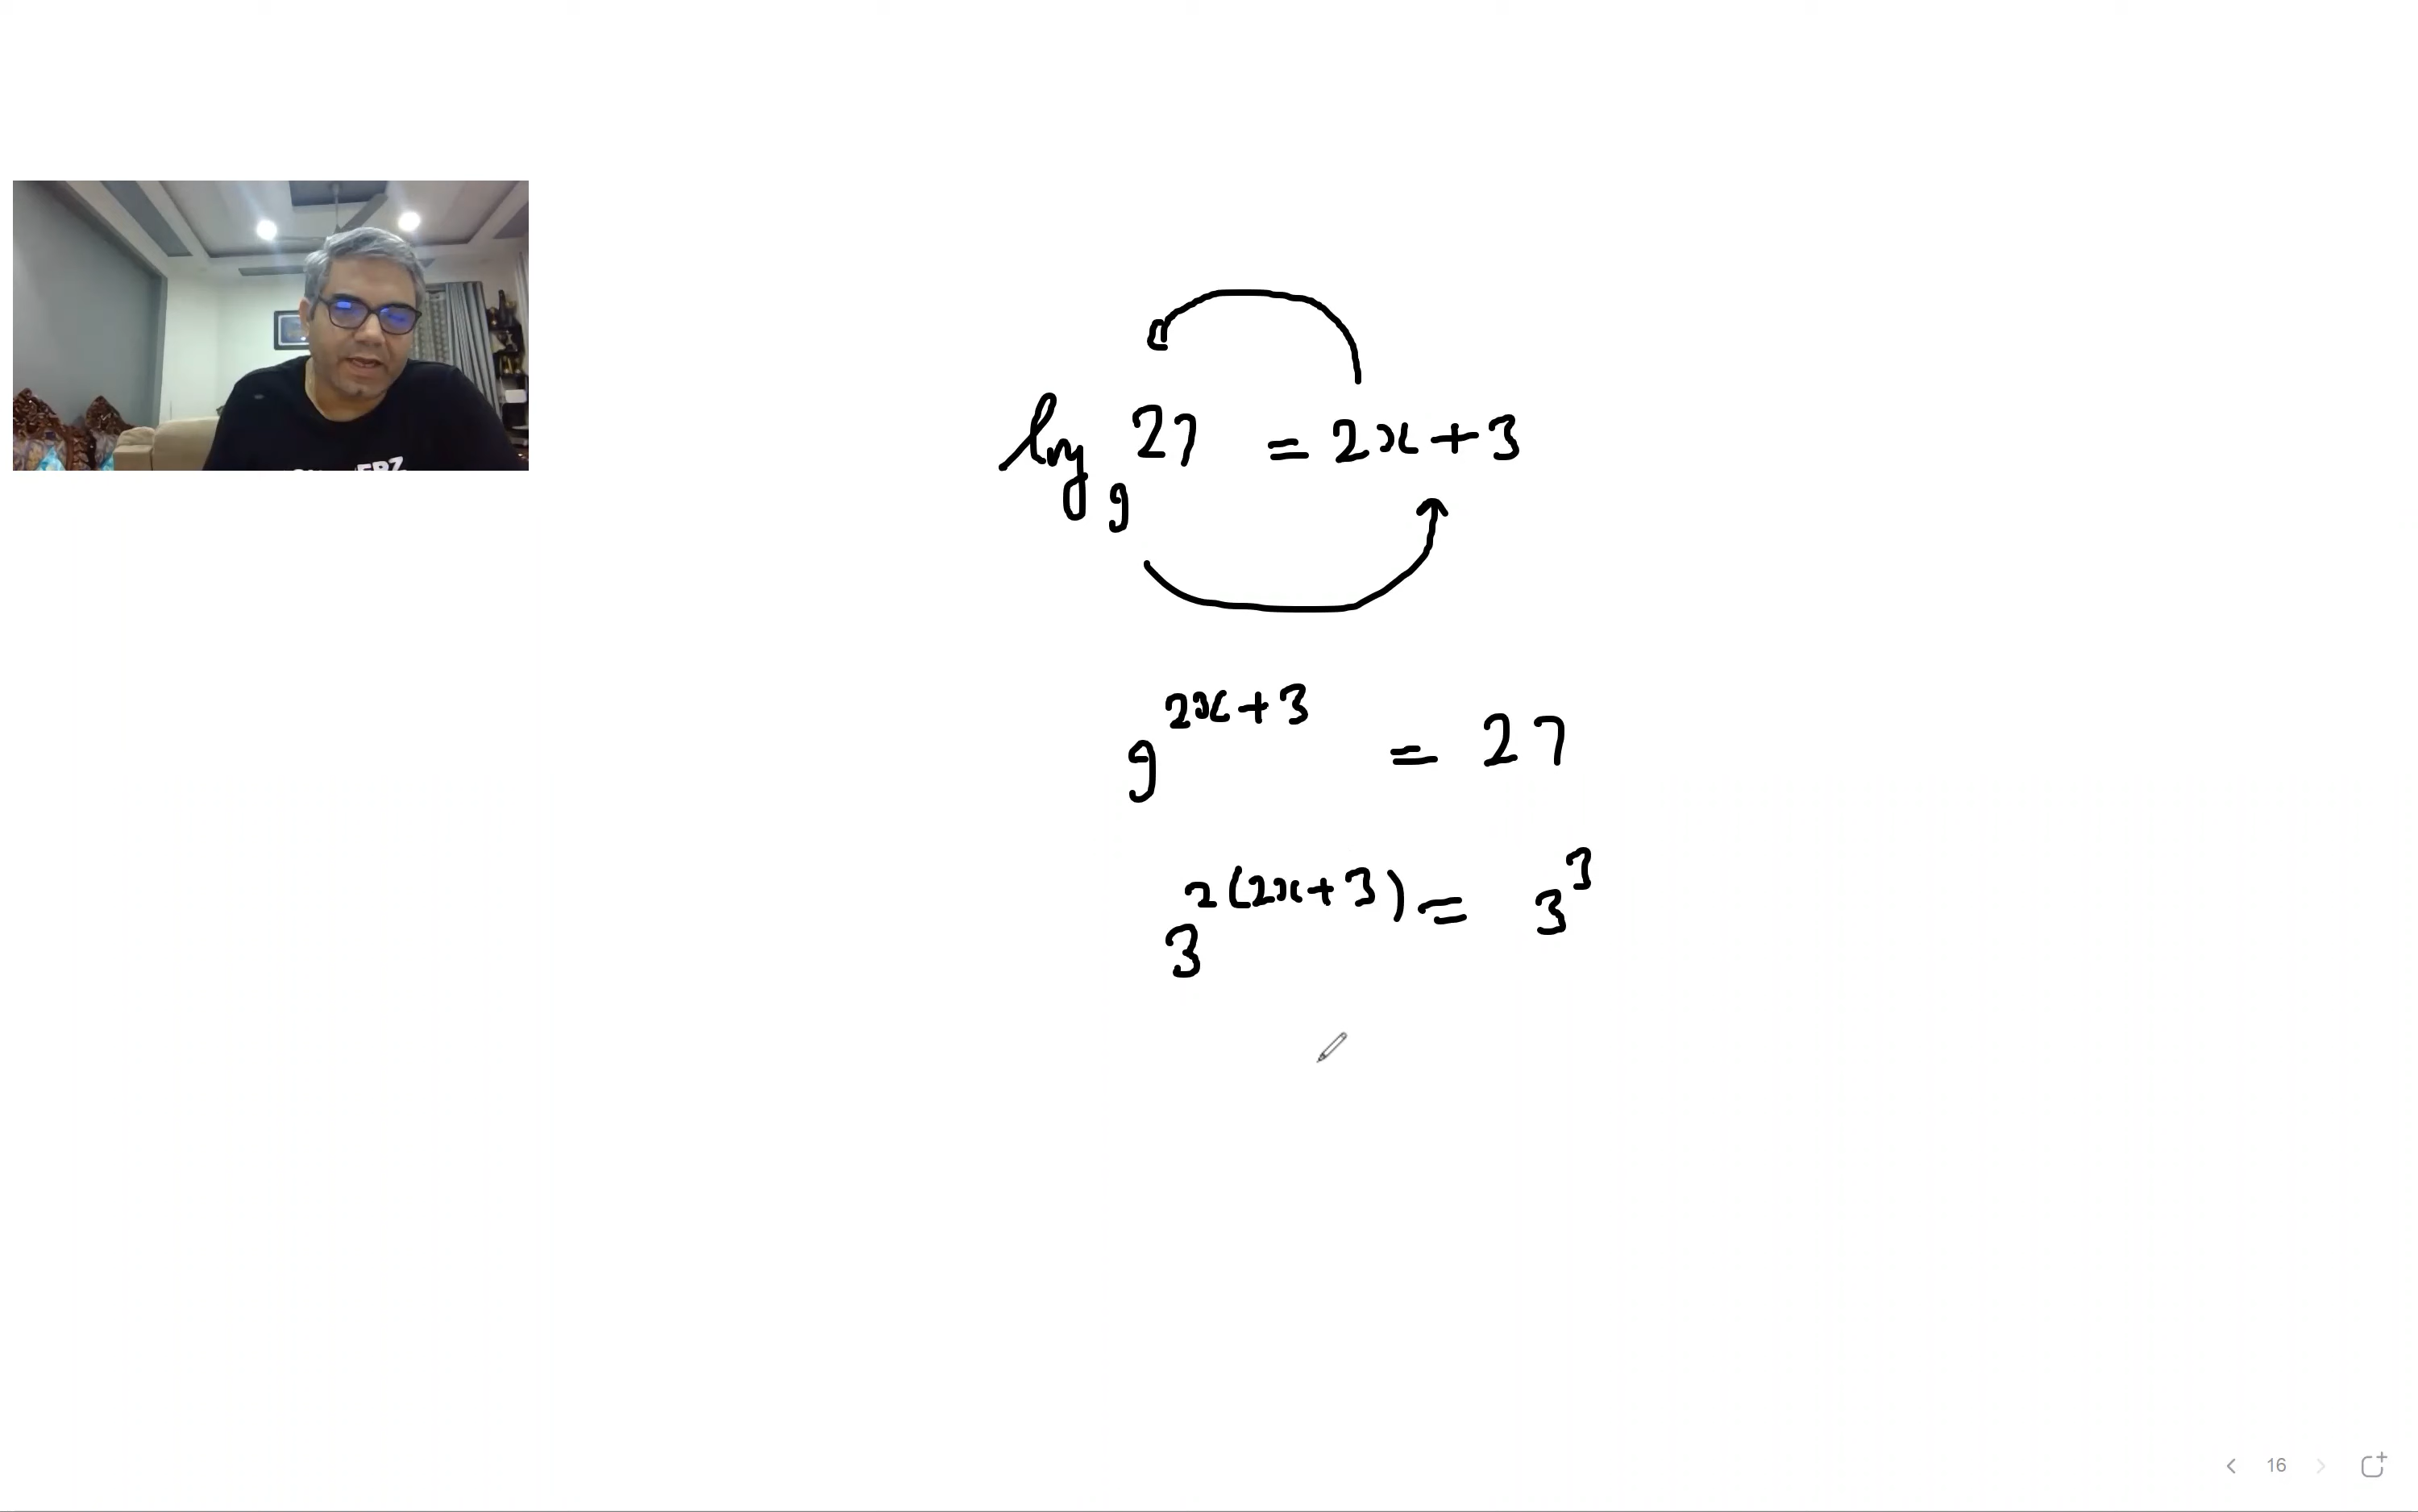 log₉ 27 = 2x + 3
9^{2x+3} = 27
3^{2(2x+3)} = 3^3
16